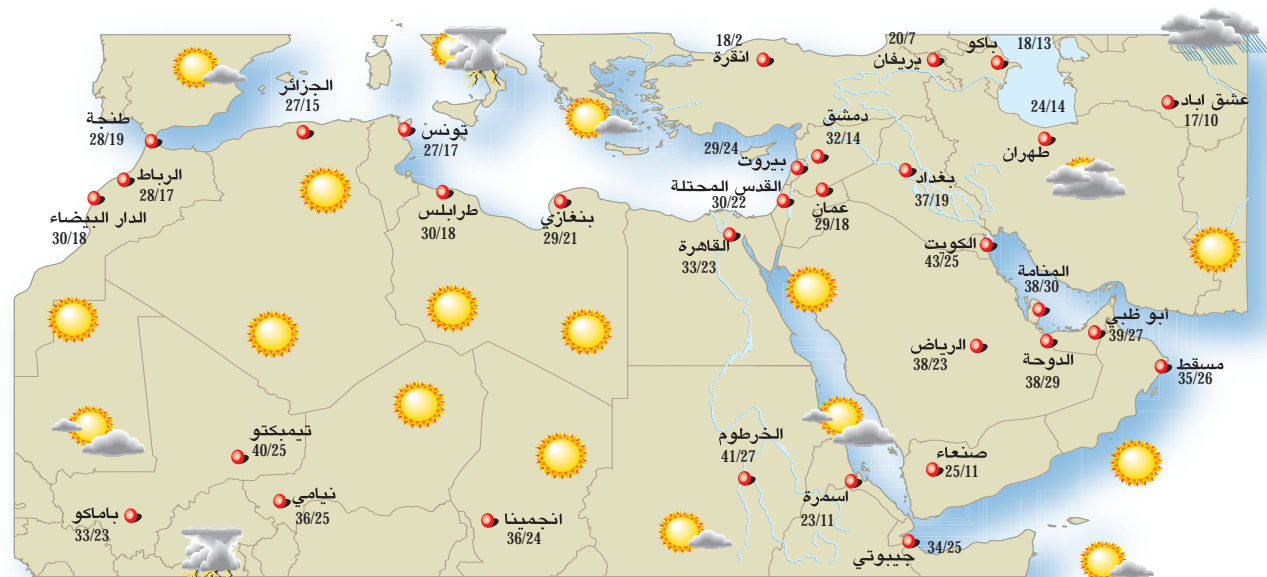 18/2
انقرة
20/7
يريفان
باكو
18/13
عشق اباد
17/10
24/14
طهران
الجزائر
27/15
طنجة
28/19
تونس
27/17
دمشق
32/14
29/24
بيروت
القدس المحتلة
30/22
عمان
29/18
بغداد
37/19
الرباط
28/17
الدار البيضاء
30/18
طرابلس
30/18
بنغازي
29/21
القاهرة
33/23
الكويت
43/25
المنامة
38/30
أبو ظبي
39/27
الرياض
38/23
الدوحة
38/29
مسقط
35/26
تيمبكتو
40/25
الخرطوم
41/27
صنعاء
25/11
اسمرة
23/11
نيامي
36/25
باماكو
33/23
انجمينا
36/24
34/25
جيبوتي